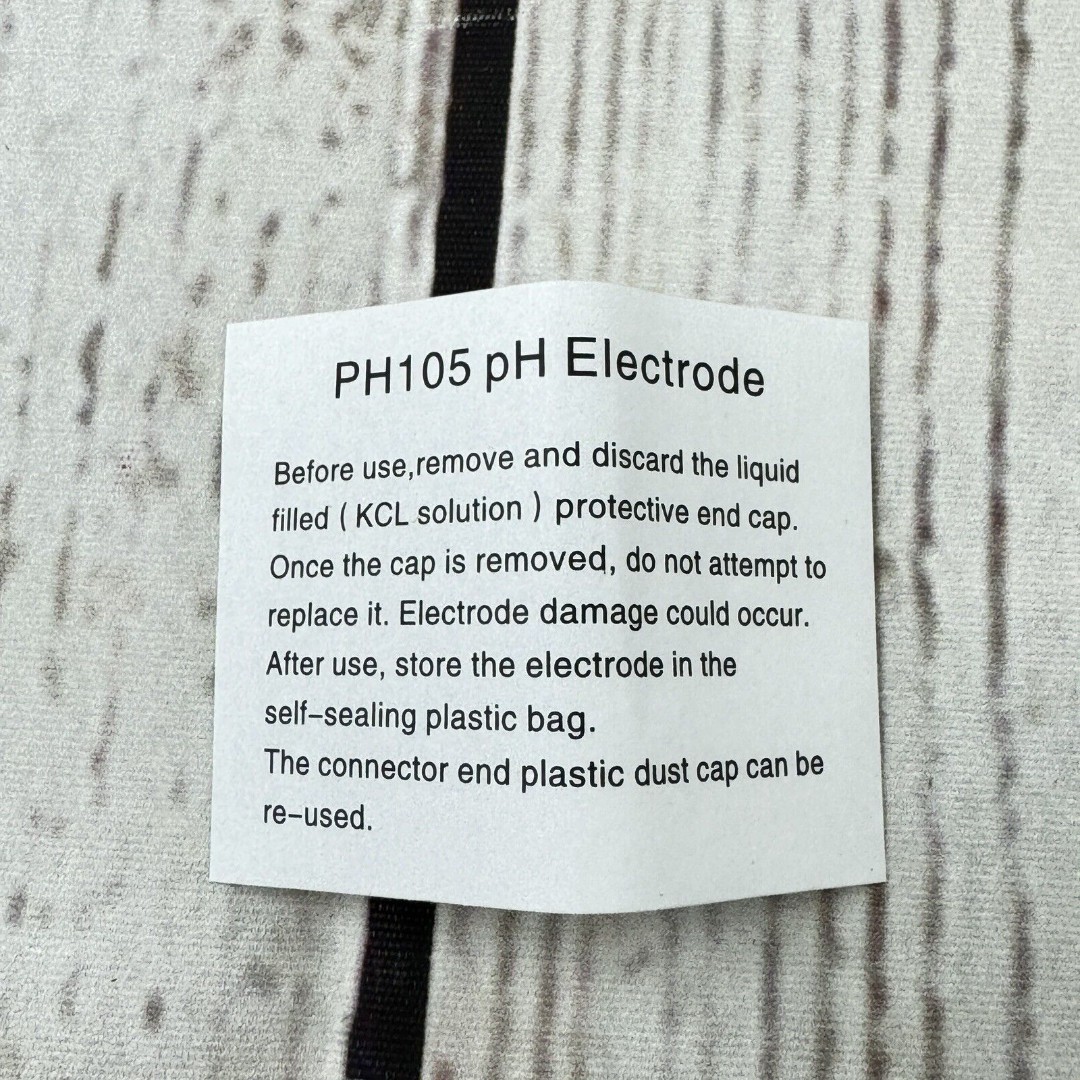 PH105 pH Electrode
Before use,remove and discard the liquid
filled ( KCL solution ) protective end cap.
Once the cap is removed, do not attempt to
replace it. Electrode damage could occur.
After use, store the electrode in the
self-sealing plastic bag.
The connector end plastic dust cap can be
re-used.